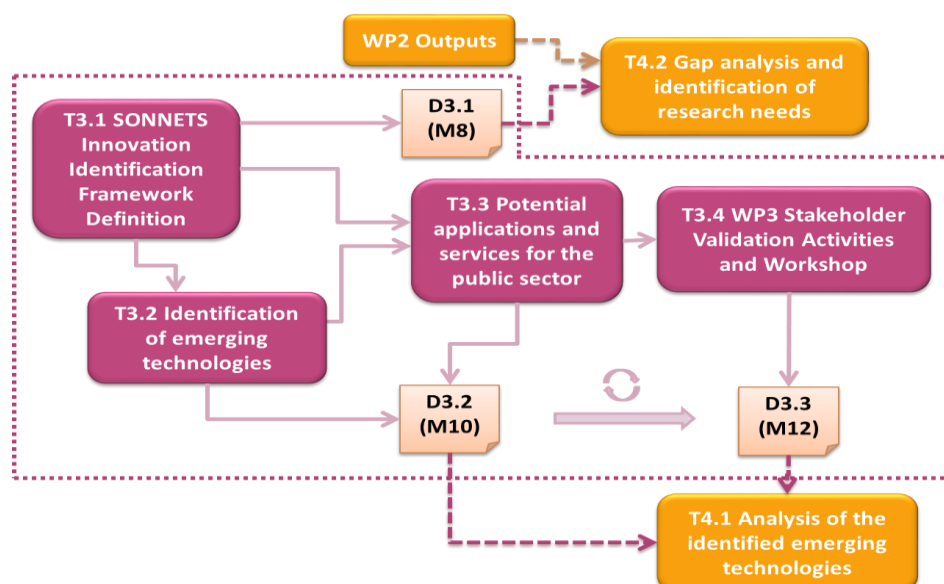 WP2 Outputs
T4.2 Gap analysis and
identification of
research needs
D3.1
(M8)
T3.1 SONNETS
Innovation
Identification
Framework
Definition
T3.3 Potential
applications and
services for the
public sector
T3.4 WP3 Stakeholder
Validation Activities
and Workshop
T3.2 Identification
of emerging
technologies
D3.2
(M10)
D3.3
(M12)
T4.1 Analysis of the
identified emerging
technologies